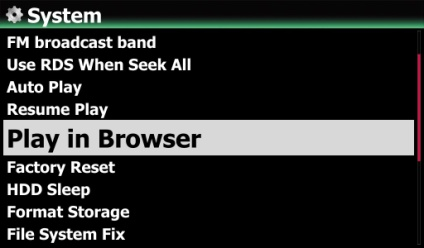 System
FM broadcast band
Use RDS When Seek All
Auto Play
Resume Play
Play in Browser
Factory Reset
HDD Sleep
Format Storage
File System Fix